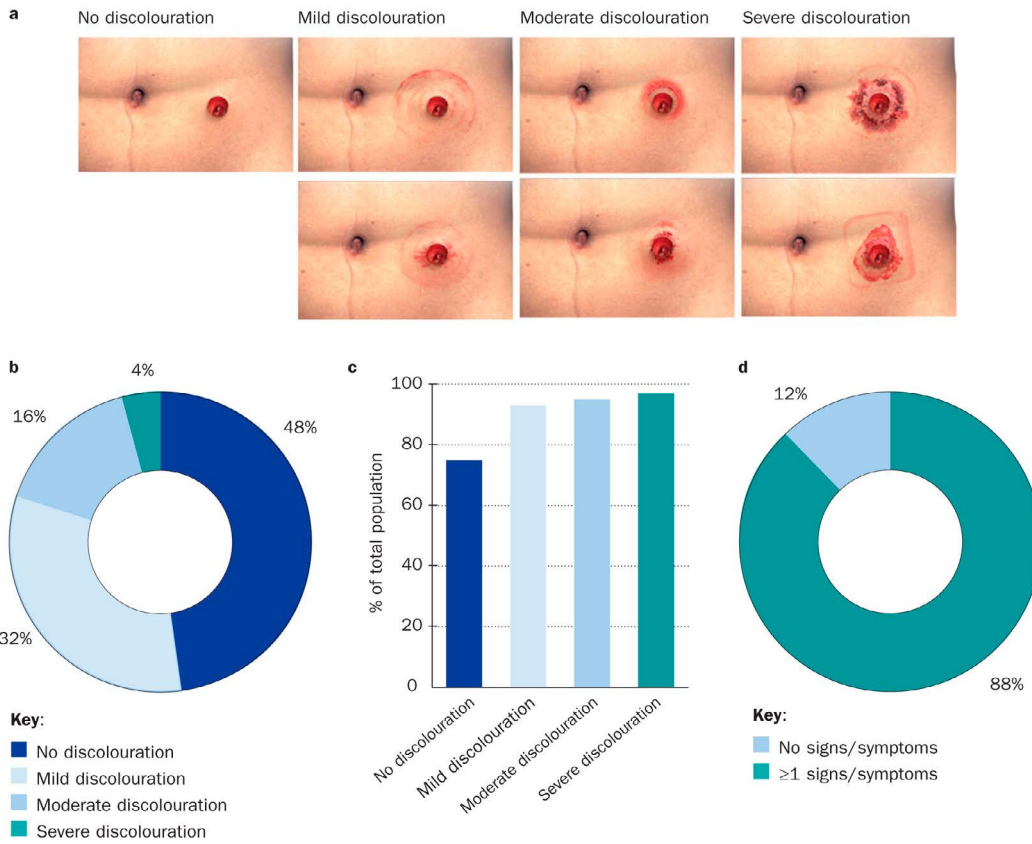 a
No discolouration
Mild discolouration
Moderate discolouration
Severe discolouration
b
4%
16%
48%
32%
Key:
No discolouration
Mild discolouration
Moderate discolouration
Severe discolouration
c
% of total population
100
80
60
40
20
0
No discolouration
Mild discolouration
Moderate discolouration
Severe discolouration
d
12%
88%
Key:
No signs/symptoms
≥1 signs/symptoms